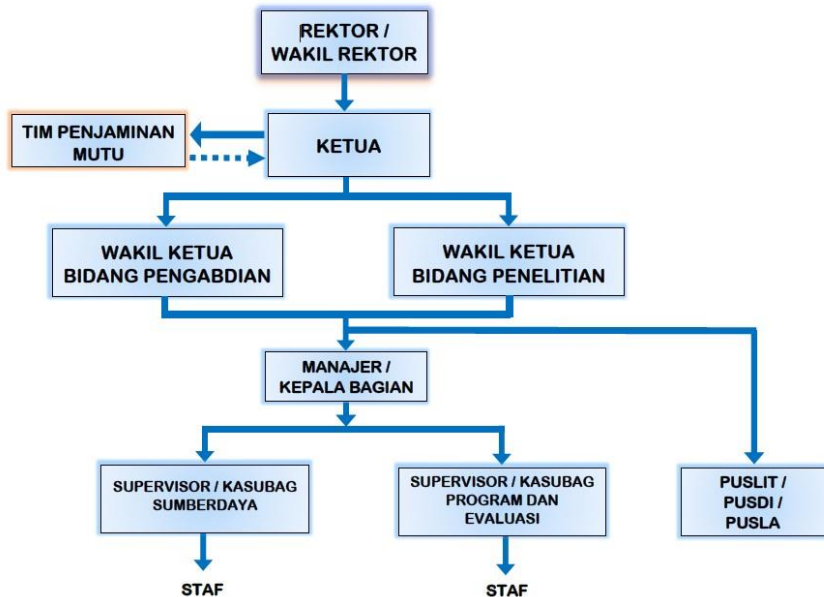 REKTOR /
WAKIL REKTOR
TIM PENJAMINAN
MUTU
KETUA
WAKIL KETUA
BIDANG PENGABDIAN
WAKIL KETUA
BIDANG PENELITIAN
MANAJER /
KEPALA BAGIAN
SUPERVISOR / KASUBAG
SUMBERDAYA
SUPERVISOR / KASUBAG
PROGRAM DAN
EVALUASI
PUSLIT /
PUSDI /
PUSLA
STAF
STAF